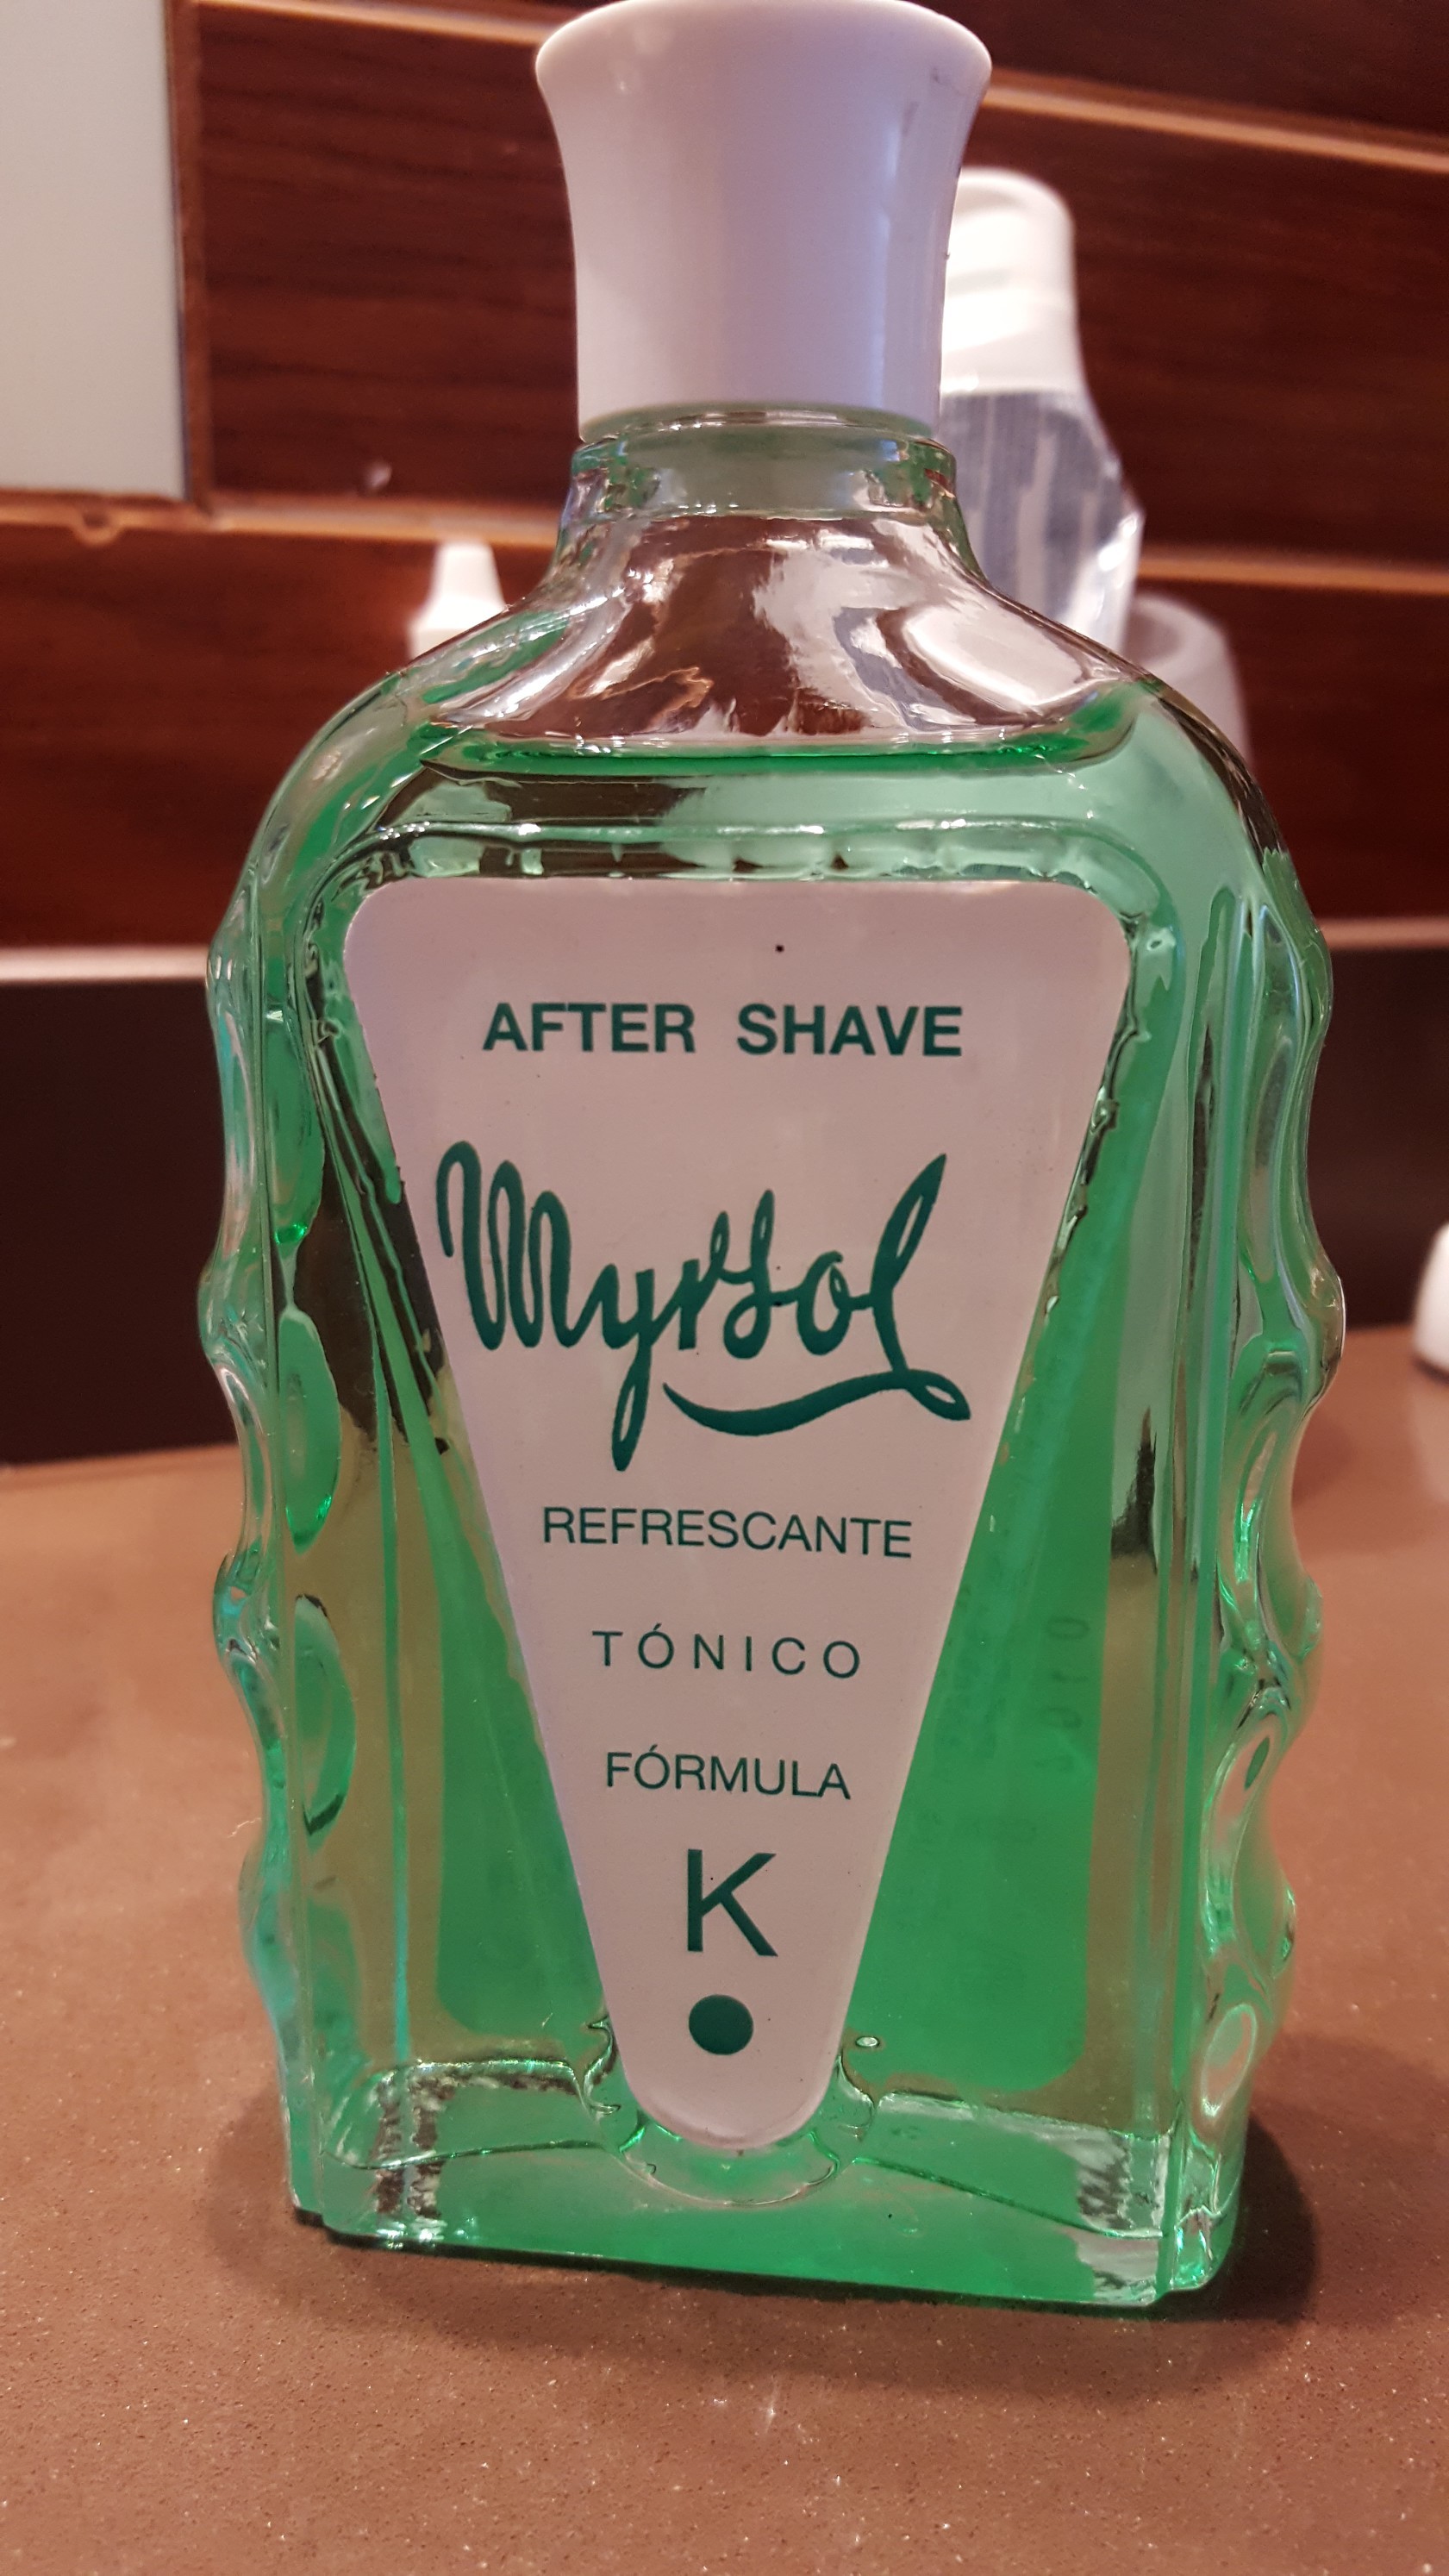 AFTER SHAVE
Myrsol
REFRESCANTE
TÓNICO
FÓRMULA
K